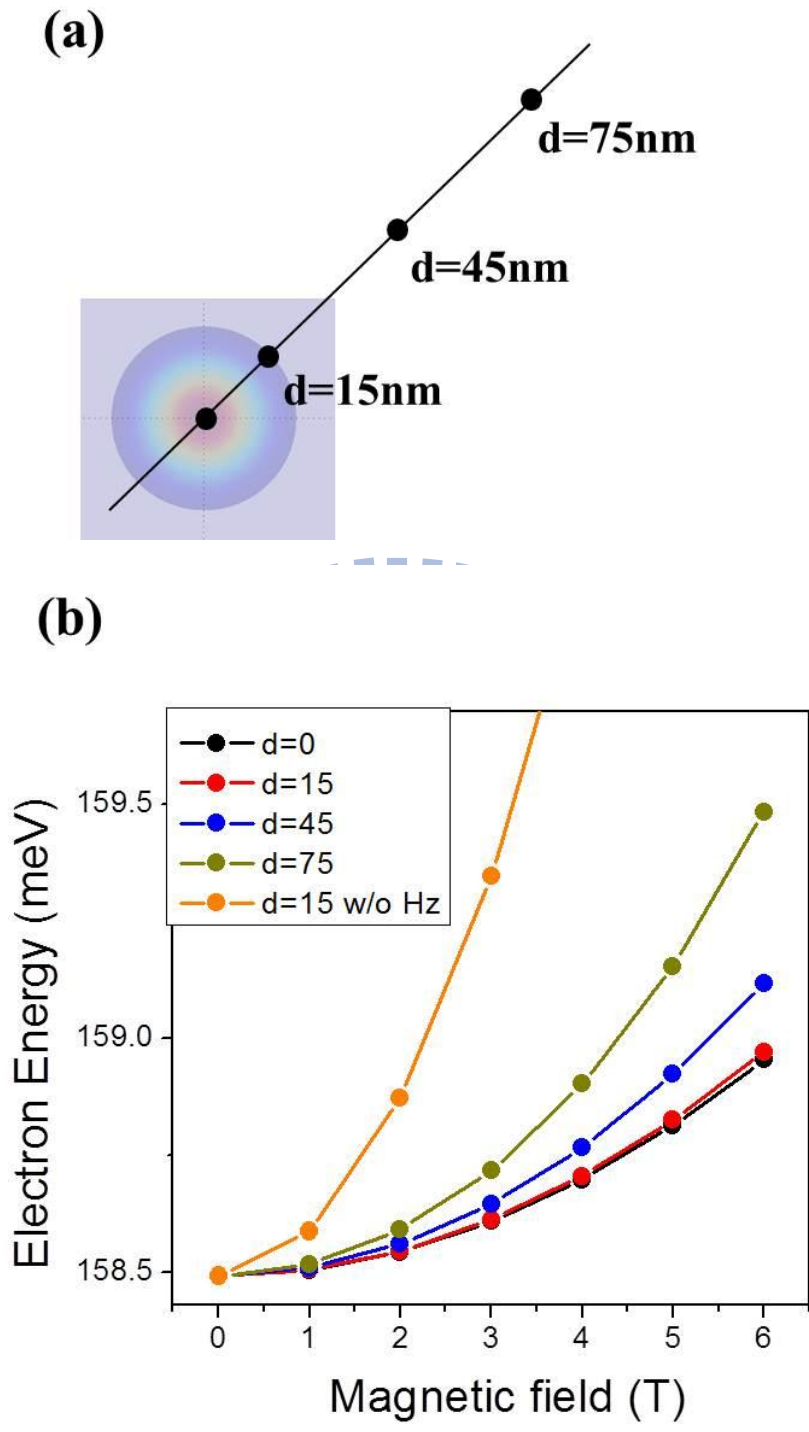 (a)
d=75nm
d=45nm
d=15nm
(b)
d=0
d=15
d=45
d=75
d=15 w/o Hz
159.5
159.0
158.5
Electron Energy (meV)
0 1 2 3 4 5 6
Magnetic field (T)